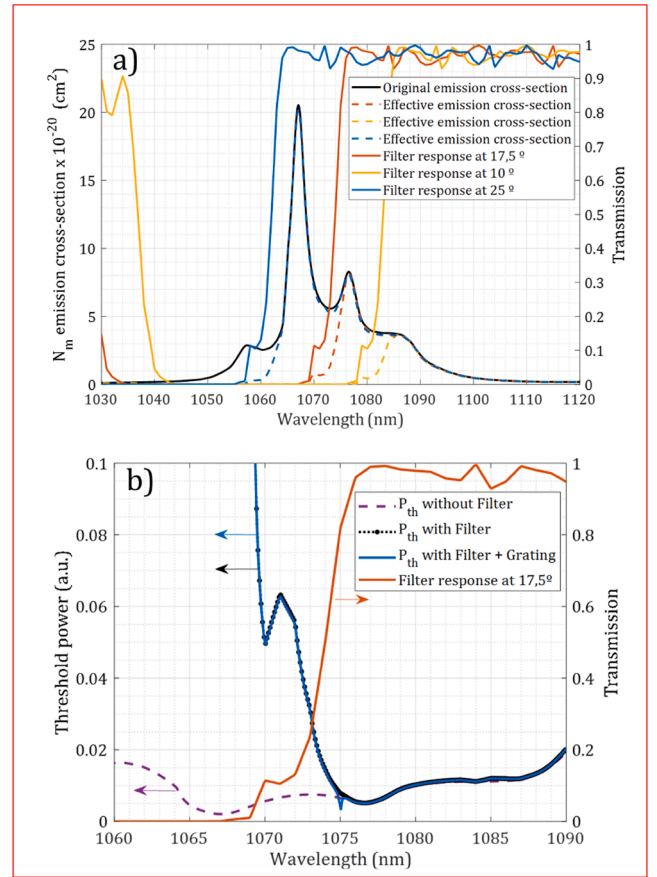 a)
25
20
15
10
5
0
N_m emission cross-section x 10^-20 (cm^2)
1
0.9
0.8
0.7
0.6
0.5
0.4
0.3
0.2
0.1
0
Transmission
Original emission cross-section
Effective emission cross-section
Effective emission cross-section
Effective emission cross-section
Filter response at 17,5 º
Filter response at 10 º
Filter response at 25 º
1030 1040 1050 1060 1070 1080 1090 1100 1110 1120
Wavelength (nm)
b)
0.1
0.08
0.06
0.04
0.02
0
Threshold power (a.u.)
1
0.8
0.6
0.4
0.2
0
Transmission
P_th without Filter
P_th with Filter
P_th with Filter + Grating
Filter response at 17,5º
1060 1065 1070 1075 1080 1085 1090
Wavelength (nm)